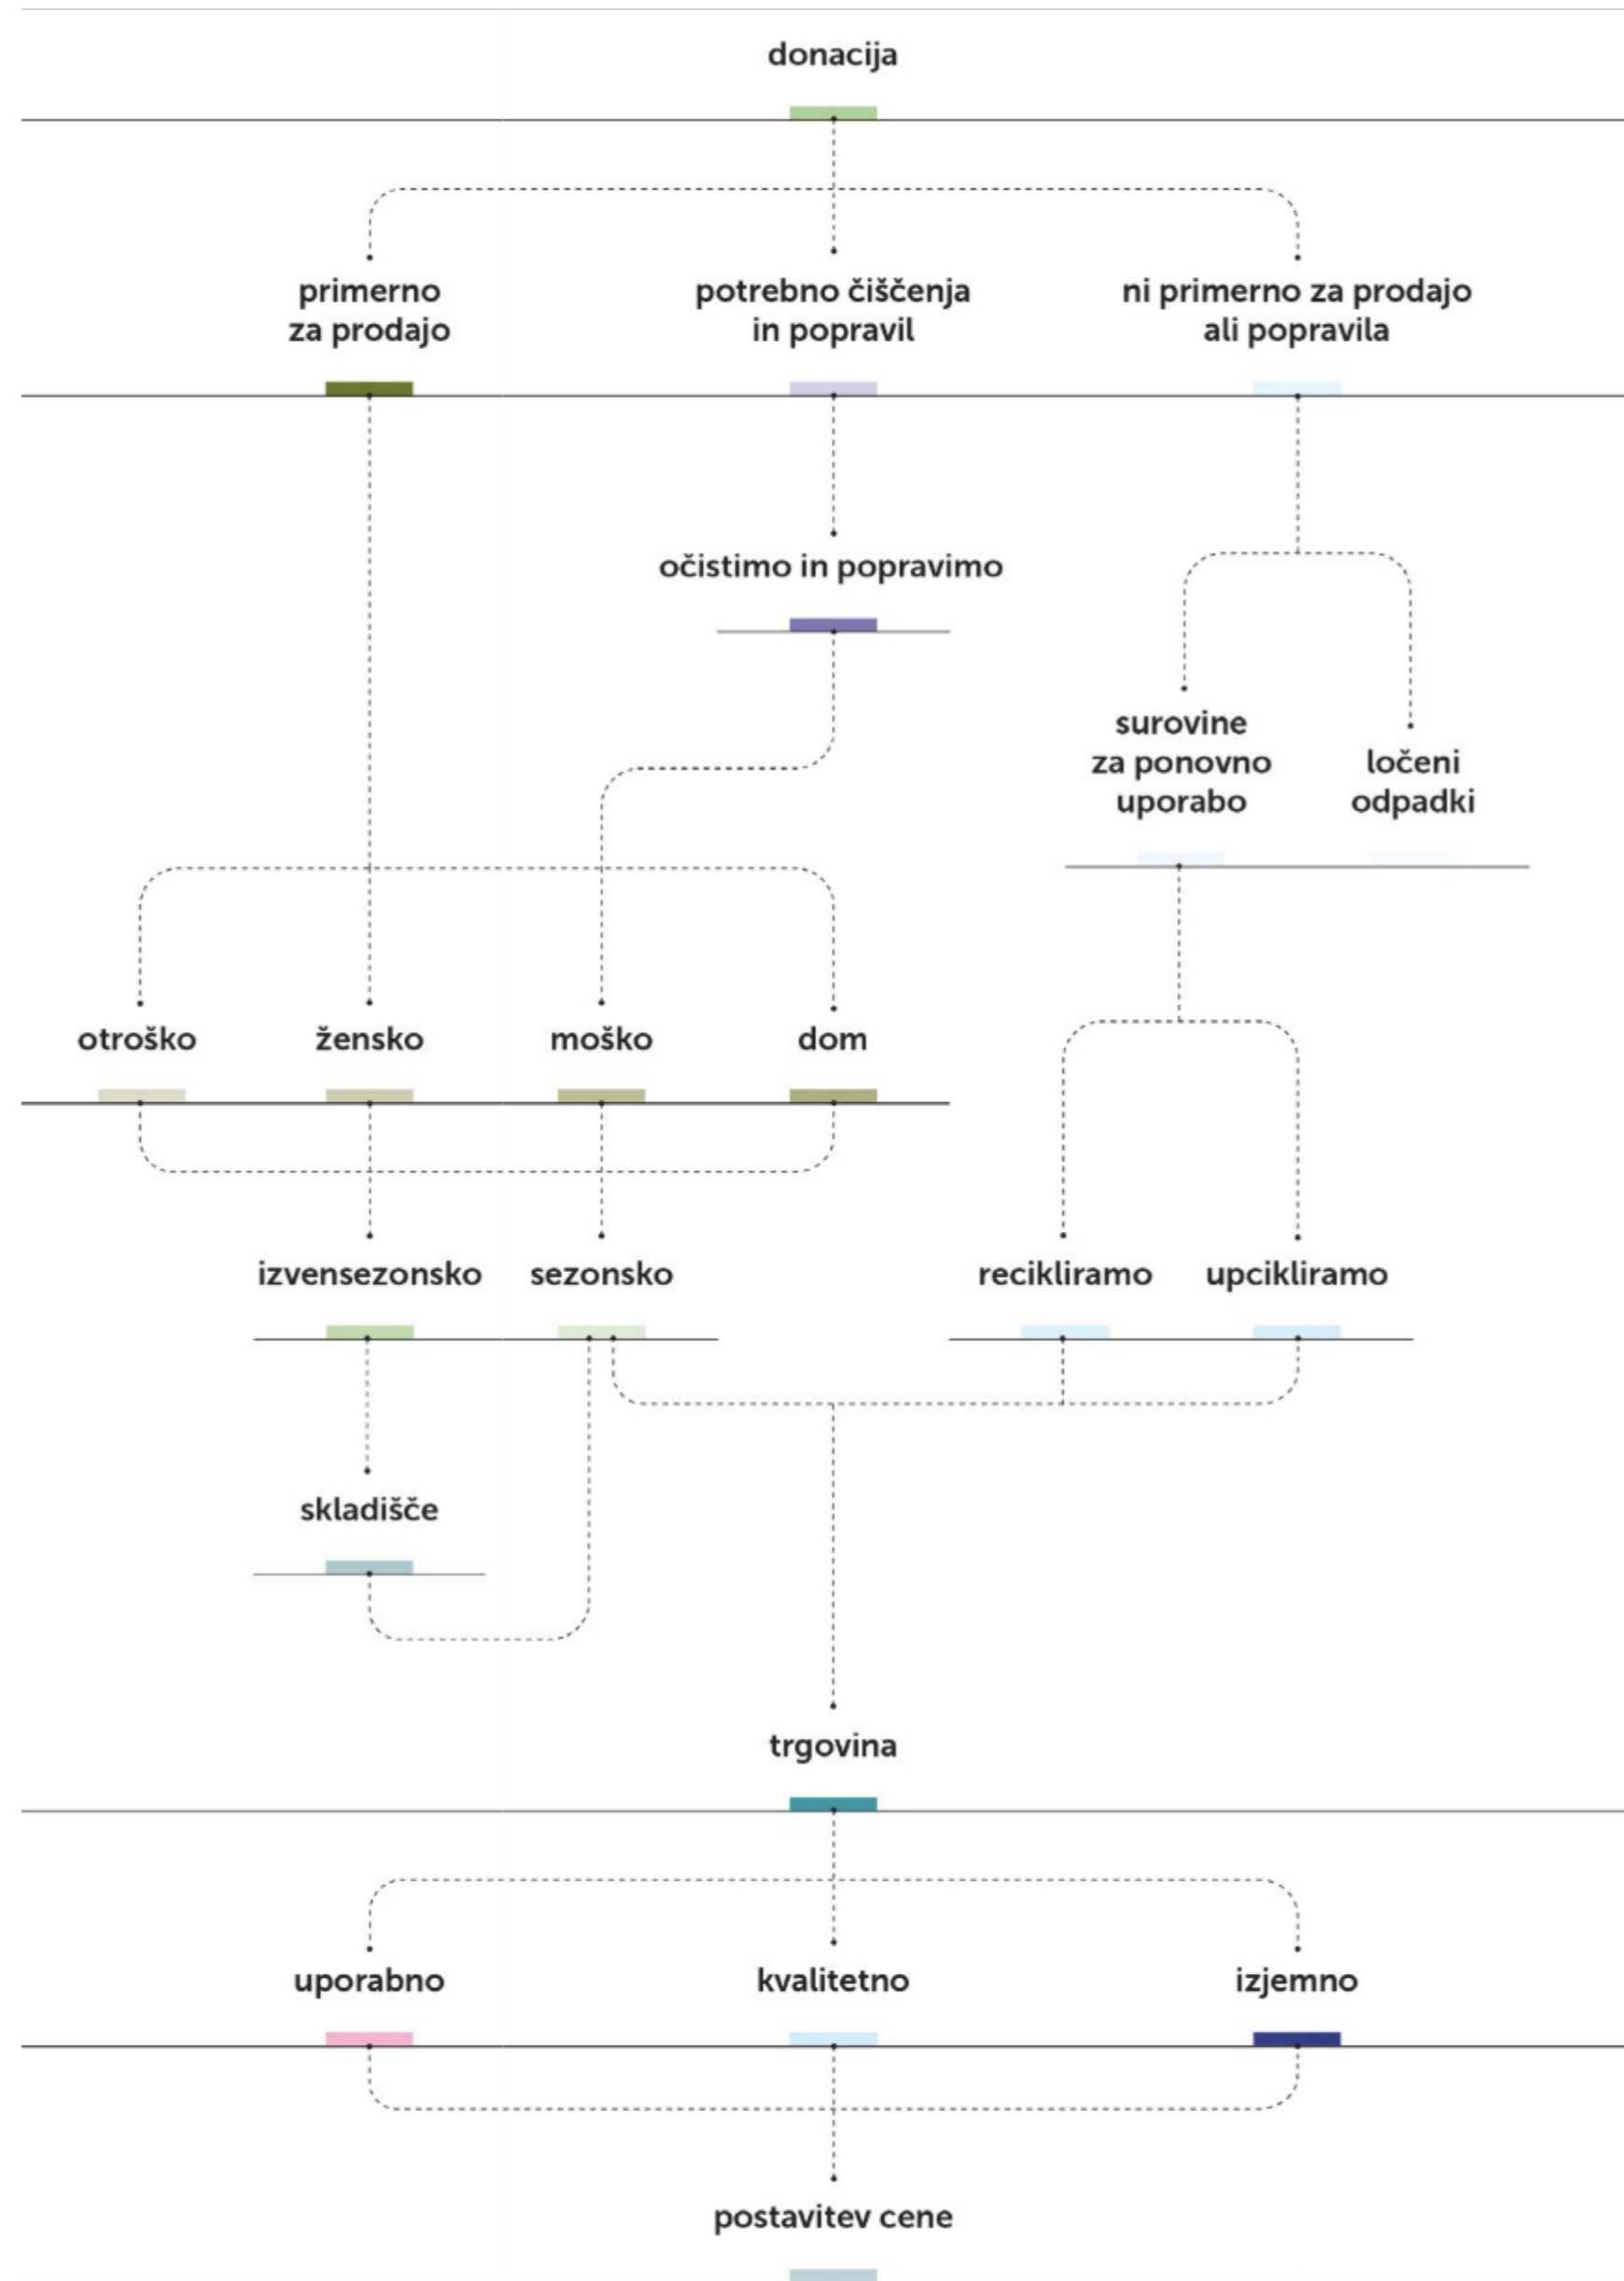 donacija
primerno
za prodajo
potrebno čiščenja
in popravil
ni primerno za prodajo
ali popravila
očistimo in popravimo
surovine
za ponovno
uporabo
ločeni
odpadki
otroško
žensko
moško
dom
izvensezonsko
sezonsko
recikliramo
upcikliramo
skladišče
trgovina
uporabno
kvalitetno
izjemno
postavitev cene